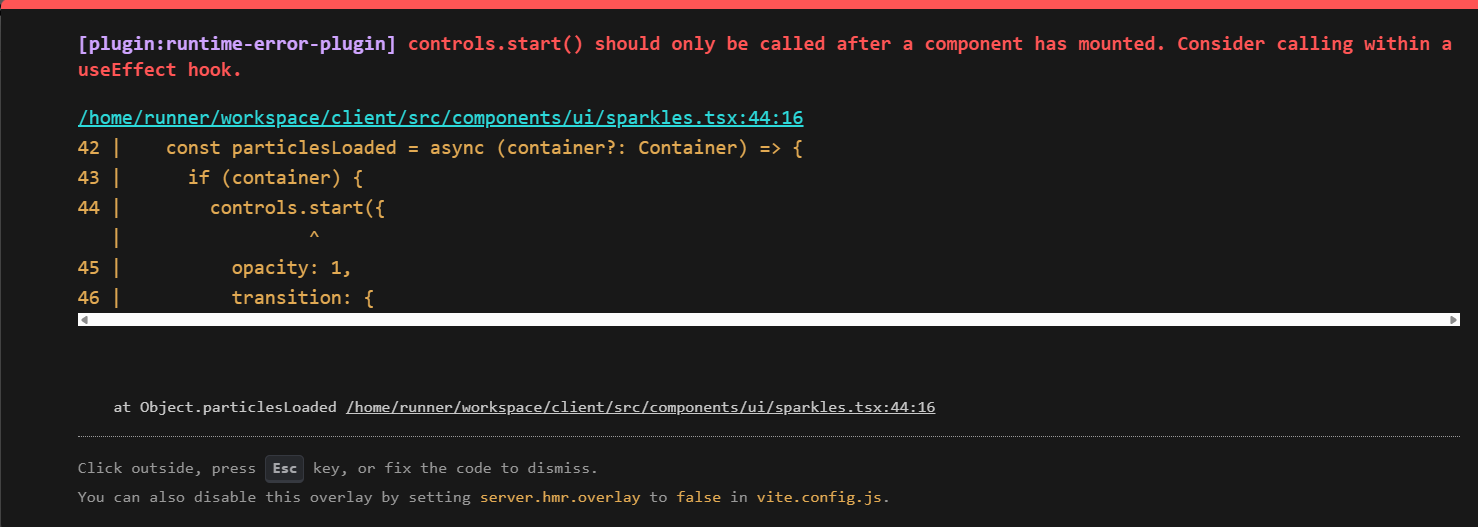 [plugin:runtime-error-plugin] controls.start() should only be called after a component has mounted. Consider calling within a
useEffect hook.
/home/runner/workspace/client/src/components/ui/sparkles.tsx:44:16
42 |    const particlesLoaded = async (container?: Container) => {
43 |      if (container) {
44 |        controls.start({
   |                 ^
45 |          opacity: 1,
46 |          transition: {
    at Object.particlesLoaded /home/runner/workspace/client/src/components/ui/sparkles.tsx:44:16
Click outside, press Esc key, or fix the code to dismiss.
You can also disable this overlay by setting server.hmr.overlay to false in vite.config.js.